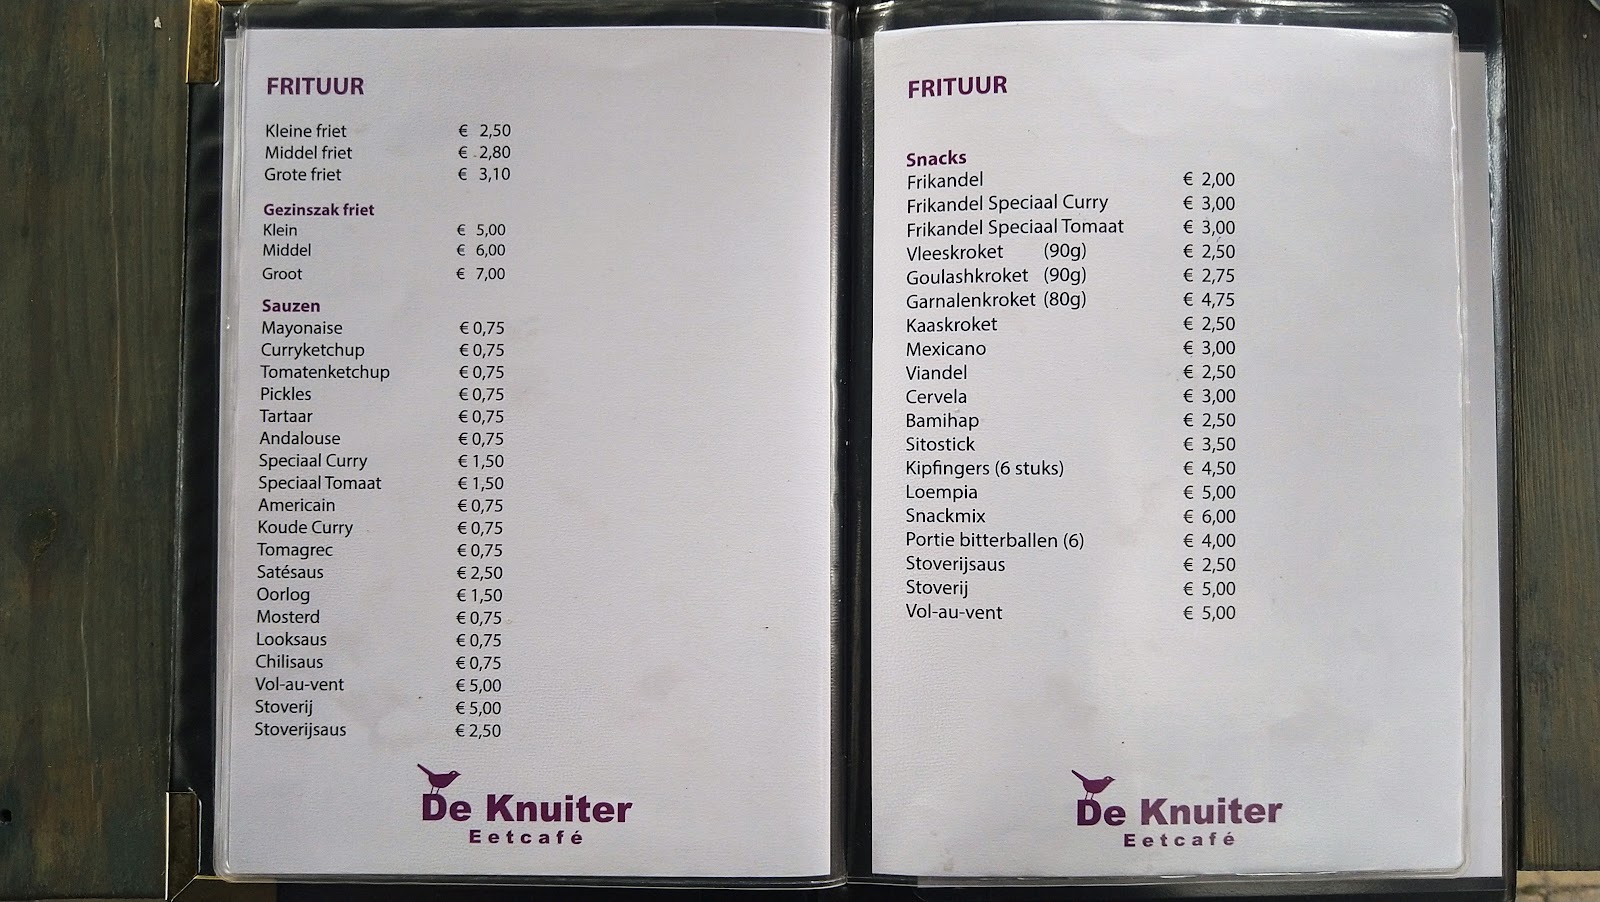 FRITUUR
Kleine friet € 2,50
Middel friet € 2,80
Grote friet € 3,10
Gezinszak friet
Klein € 5,00
Middel € 6,00
Groot € 7,00
Sauzen
Mayonaise € 0,75
Curryketchup € 0,75
Tomatenketchup € 0,75
Pickles € 0,75
Tartaar € 0,75
Andalouse € 0,75
Speciaal Curry € 1,50
Speciaal Tomaat € 1,50
Americain € 0,75
Koude Curry € 0,75
Tomagrec € 0,75
Satésaus € 2,50
Oorlog € 1,50
Mosterd € 0,75
Looksaus € 0,75
Chilisaus € 0,75
Vol-au-vent € 5,00
Stoverij € 5,00
Stoverijsaus € 2,50
De Knuiter
Eetcafé
FRITUUR
Snacks
Frikandel € 2,00
Frikandel Speciaal Curry € 3,00
Frikandel Speciaal Tomaat € 3,00
Vleeskroket (90g) € 2,50
Goulashkroket (90g) € 2,75
Garnalenkroket (80g) € 4,75
Kaaskroket € 2,50
Mexicano € 3,00
Viandel € 2,50
Cervela € 3,00
Bamihap € 2,50
Sitostick € 3,50
Kipfingers (6 stuks) € 4,50
Loempia € 5,00
Snackmix € 6,00
Portie bitterballen (6) € 4,00
Stoverijsaus € 2,50
Stoverij € 5,00
Vol-au-vent € 5,00
De Knuiter
Eetcafé